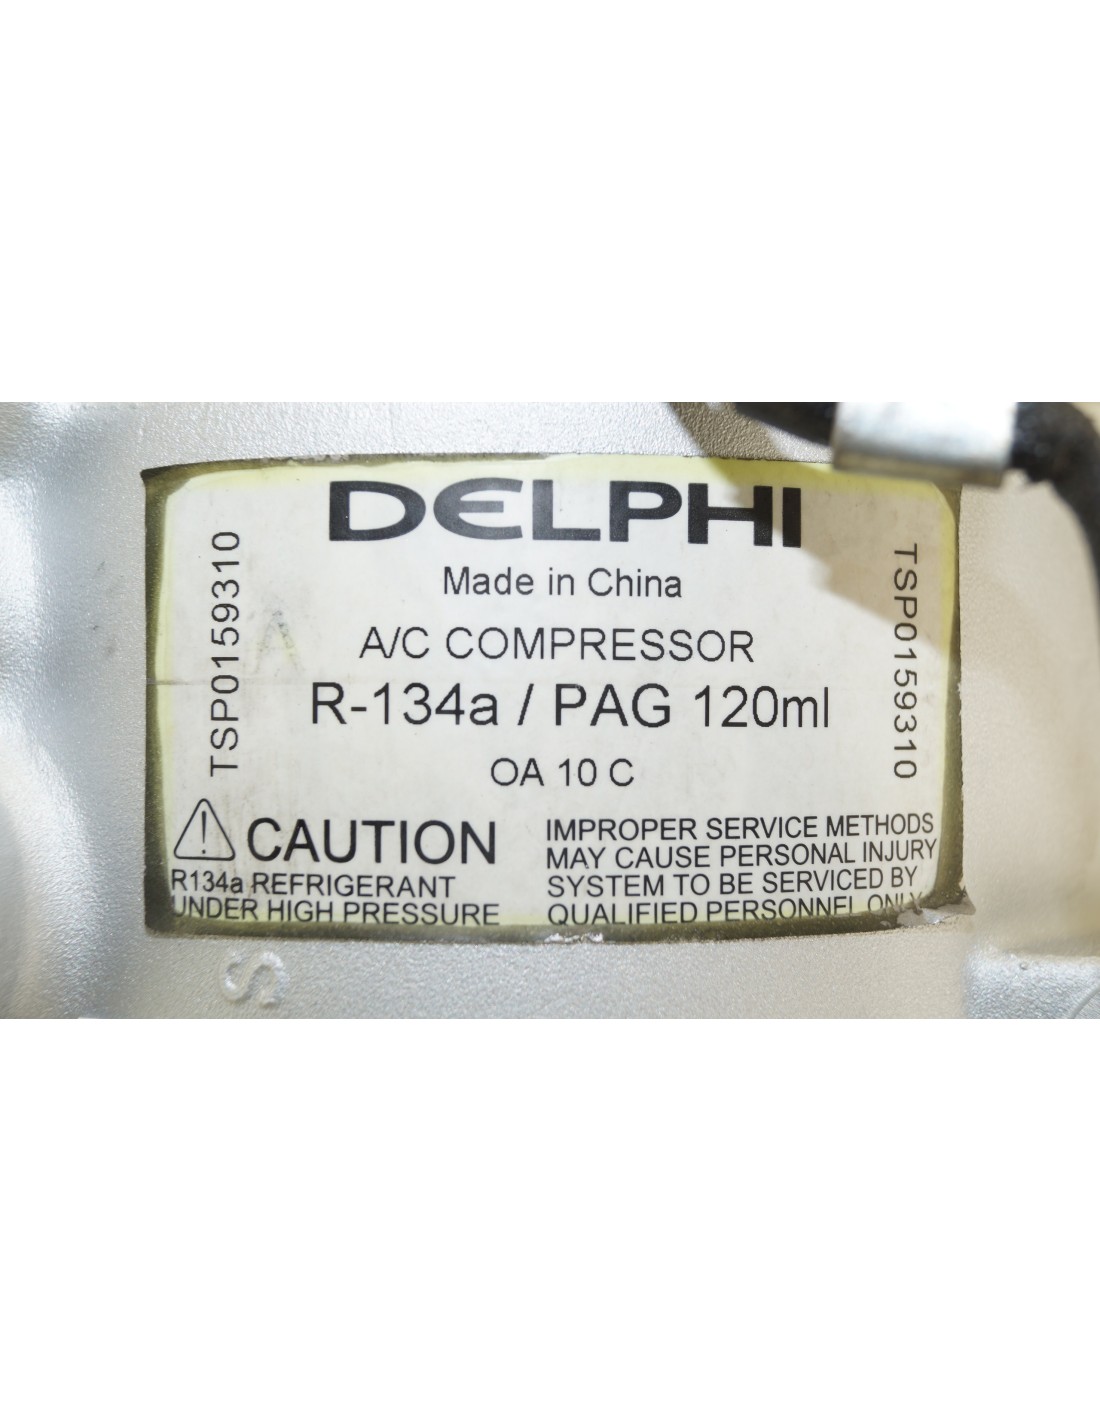 DELPHI
Made in China
A/C COMPRESSOR
R-134a / PAG 120ml
OA 10 C
TSP0159310
TSP0159310
A
CAUTION
R134a REFRIGERANT
UNDER HIGH PRESSURE
IMPROPER SERVICE METHODS
MAY CAUSE PERSONAL INJURY
SYSTEM TO BE SERVICED BY
QUALIFIED PERSONNEL ONLY
S